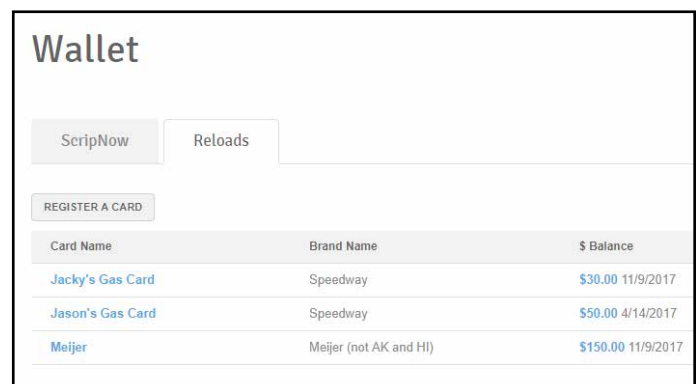 Wallet
ScripNow Reloads
REGISTER A CARD
Card Name Brand Name $ Balance
Jacky's Gas Card Speedway $30.00 11/9/2017
Jason's Gas Card Speedway $50.00 4/14/2017
Meijer Meijer (not AK and HI) $150.00 11/9/2017